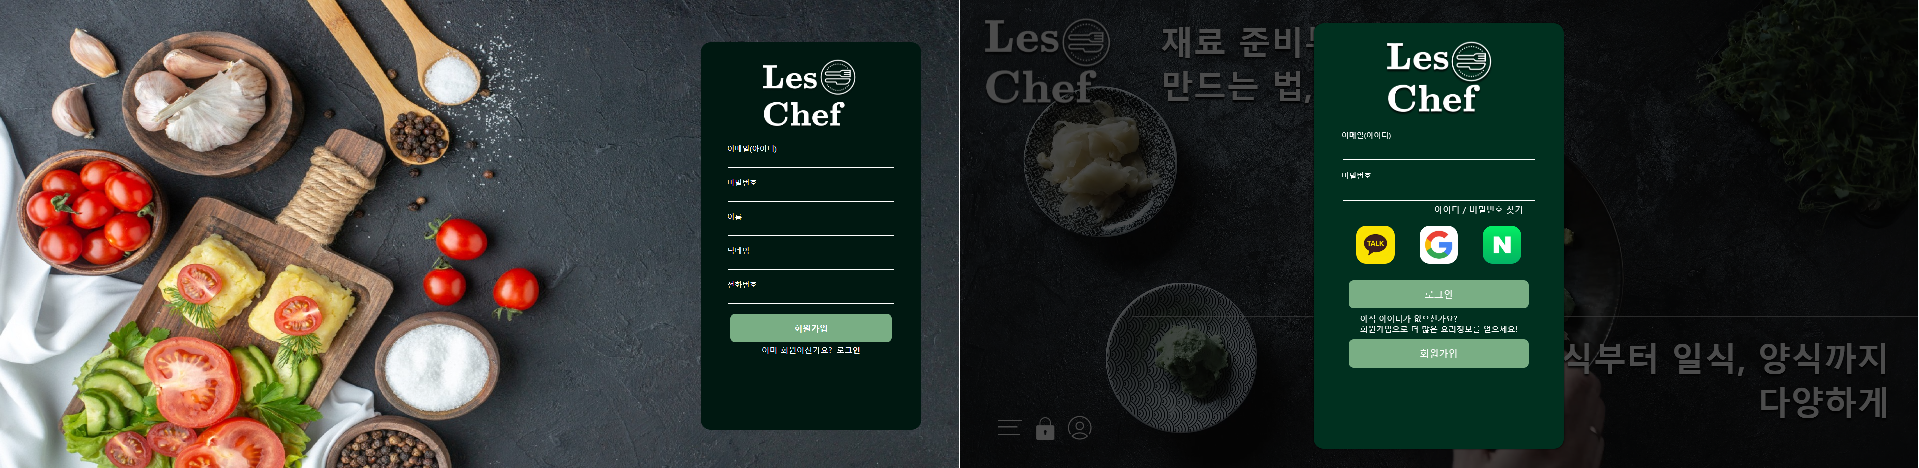 Les
Chef
이메일(아이디)
비밀번호
이름
닉네임
전화번호
회원가입
이미 회원이신가요? 로그인
Les
Chef
재료 준비
만드는 법,
Les
Chef
이메일(아이디)
비밀번호
아이디 / 비밀번호 찾기
TALK
G
N
로그인
아직 아이디가 없으신가요?
회원가입으로 더 많은 요리정보를 얻으세요!
회원가입
식부터 일식, 양식까지
다양하게